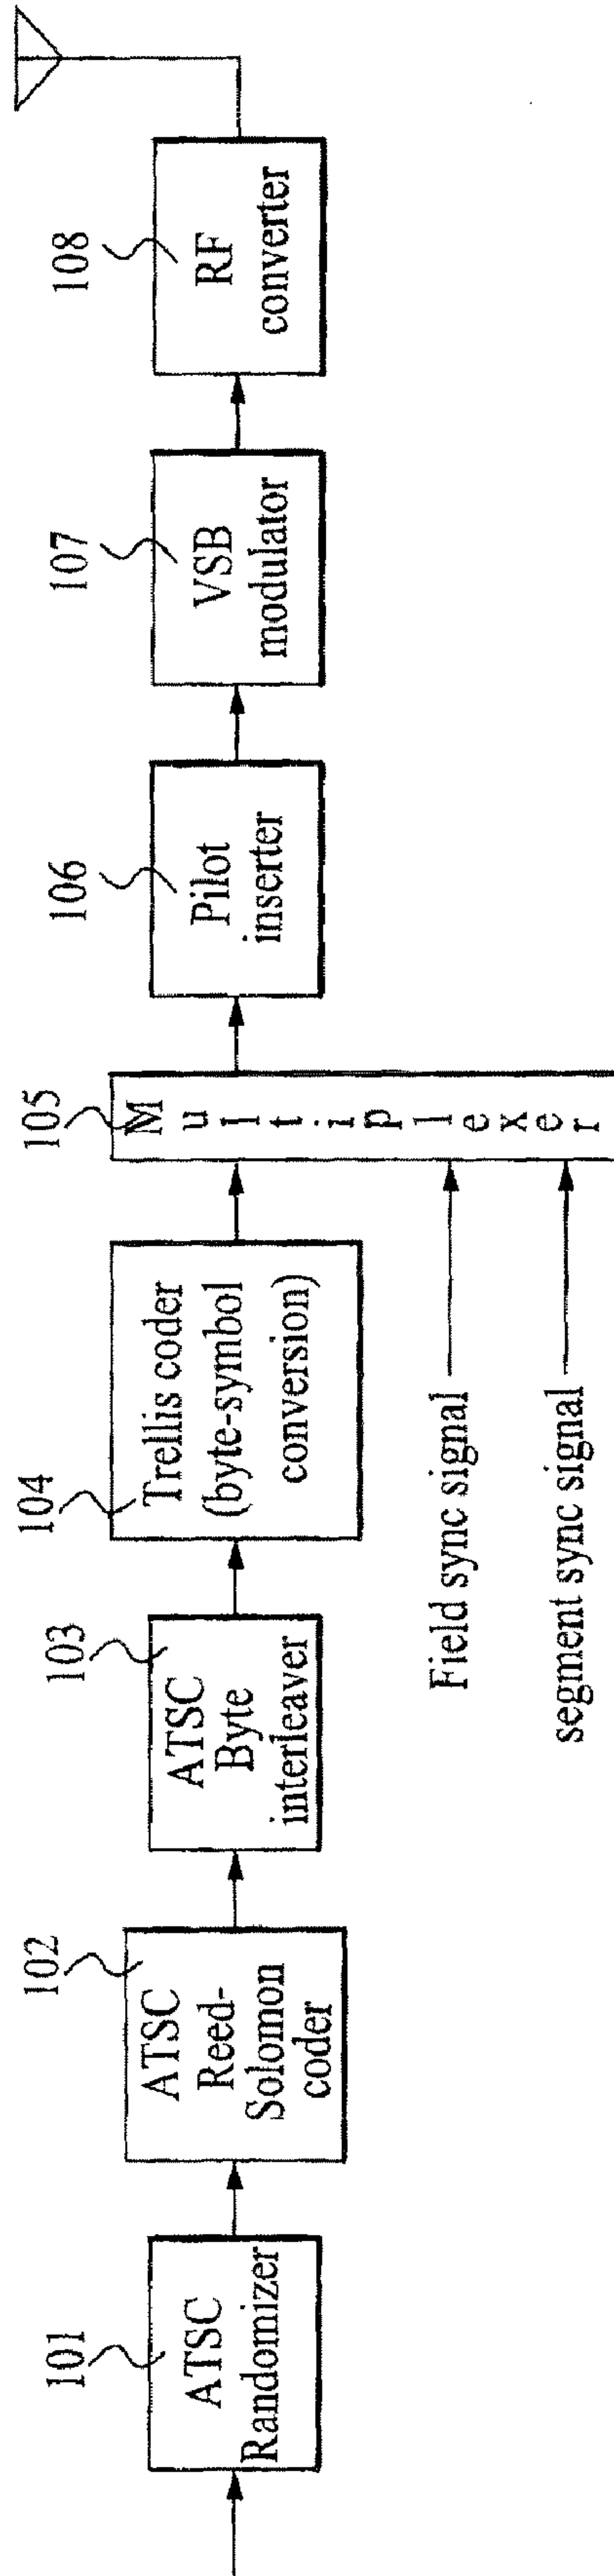 101
ATSC
Randomizer
102
ATSC
Reed-
Solomon
coder
103
ATSC
Byte
interleaver
104
Trellis coder
(byte-symbol
conversion)
105
Multiplexer
Field sync signal
segment sync signal
106
Pilot
inserter
107
VSB
modulator
108
RF
converter